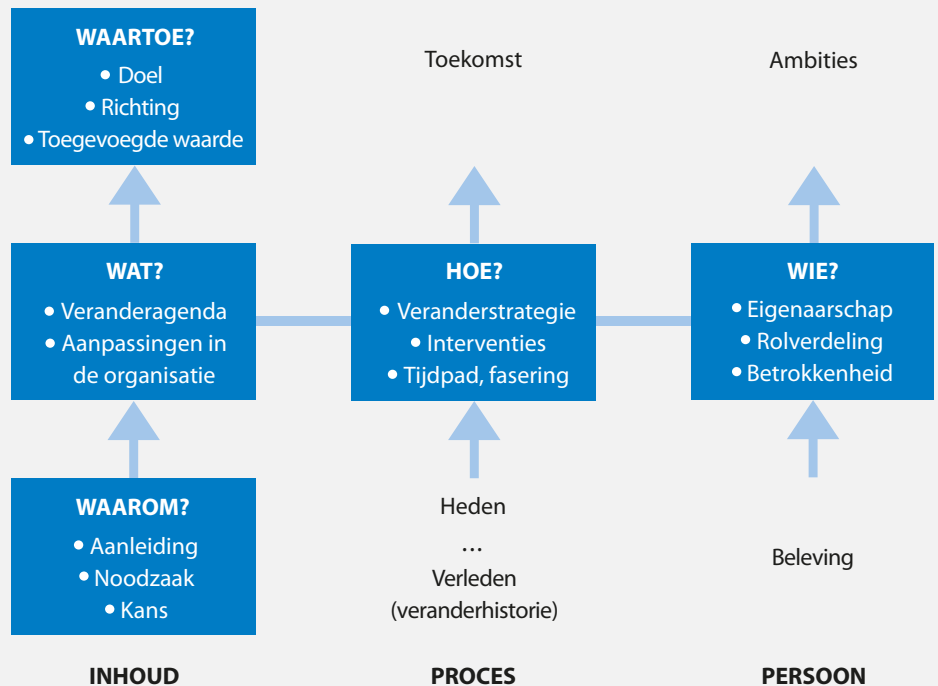 WAARTOE?
• Doel
• Richting
• Toegevoegde waarde
Toekomst
Ambities
WAT?
• Veranderagenda
• Aanpassingen in
de organisatie
HOE?
• Veranderstrategie
• Interventies
• Tijdpad, fasering
WIE?
• Eigenaarschap
• Rolverdeling
• Betrokkenheid
WAAROM?
• Aanleiding
• Noodzaak
• Kans
Heden
...
Verleden
(veranderhistorie)
Beleving
INHOUD
PROCES
PERSOON